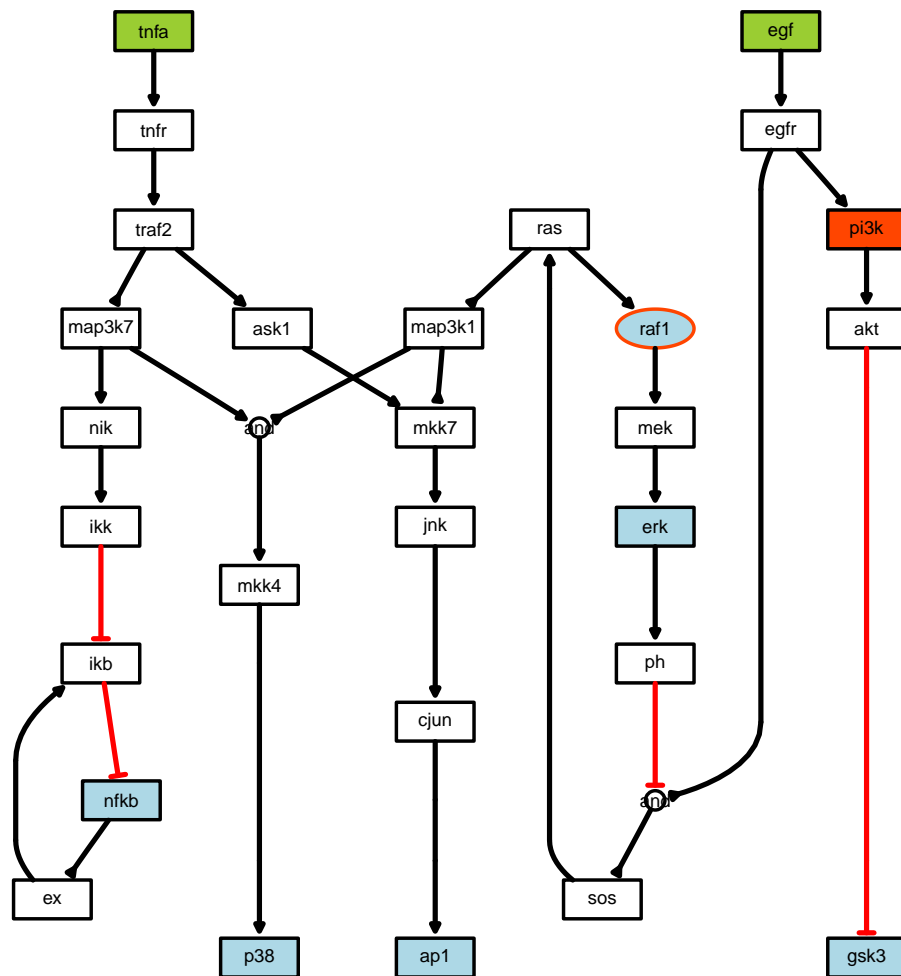 tnfa
egf
tnfr
egfr
traf2
ras
pi3k
map3k7
ask1
map3k1
raf1
akt
nik
and
mkk7
mek
ikk
jnk
erk
mkk4
ikb
ph
cjun
nfkb
and
ex
sos
p38
ap1
gsk3